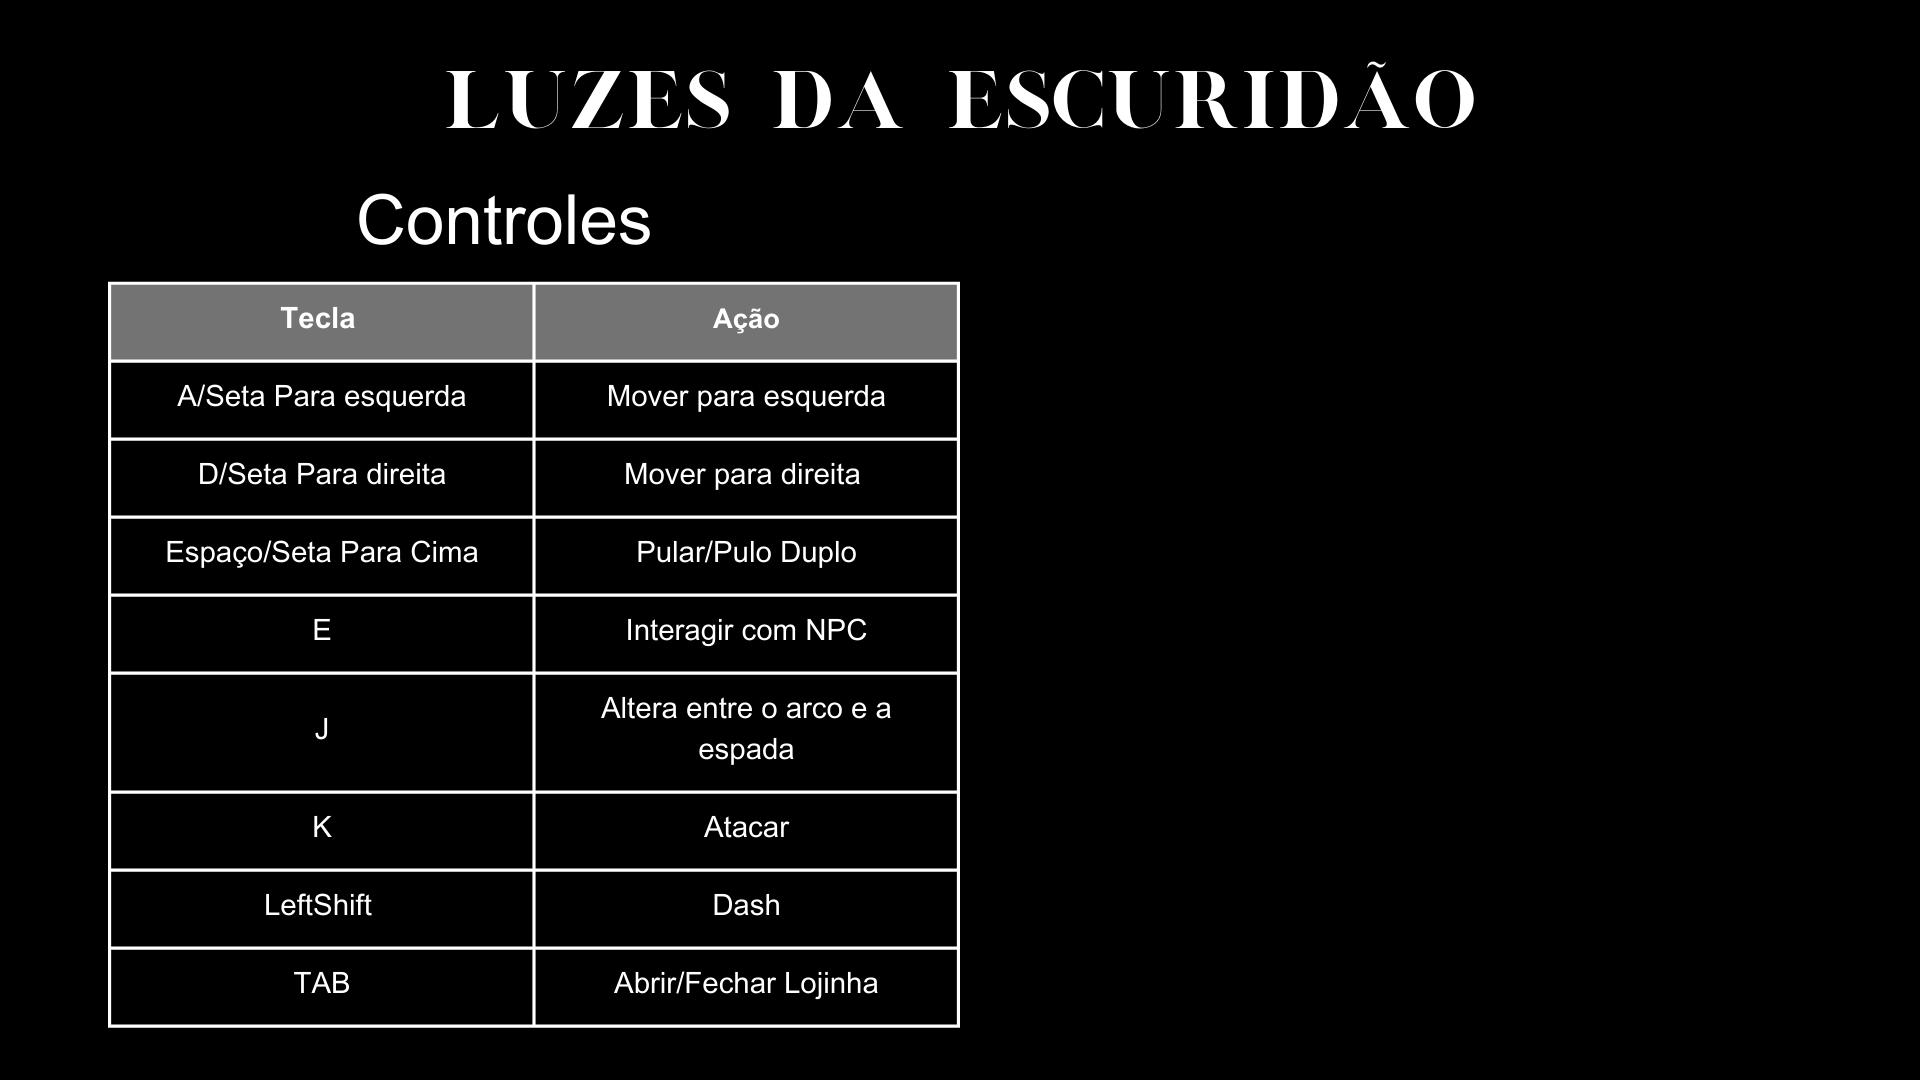 LUZES DA ESCURIDÃO
Controles
Tecla Ação
A/Seta Para esquerda Mover para esquerda
D/Seta Para direita Mover para direita
Espaço/Seta Para Cima Pular/Pulo Duplo
E Interagir com NPC
J Altera entre o arco e a
espada
K Atacar
LeftShift Dash
TAB Abrir/Fechar Lojinha